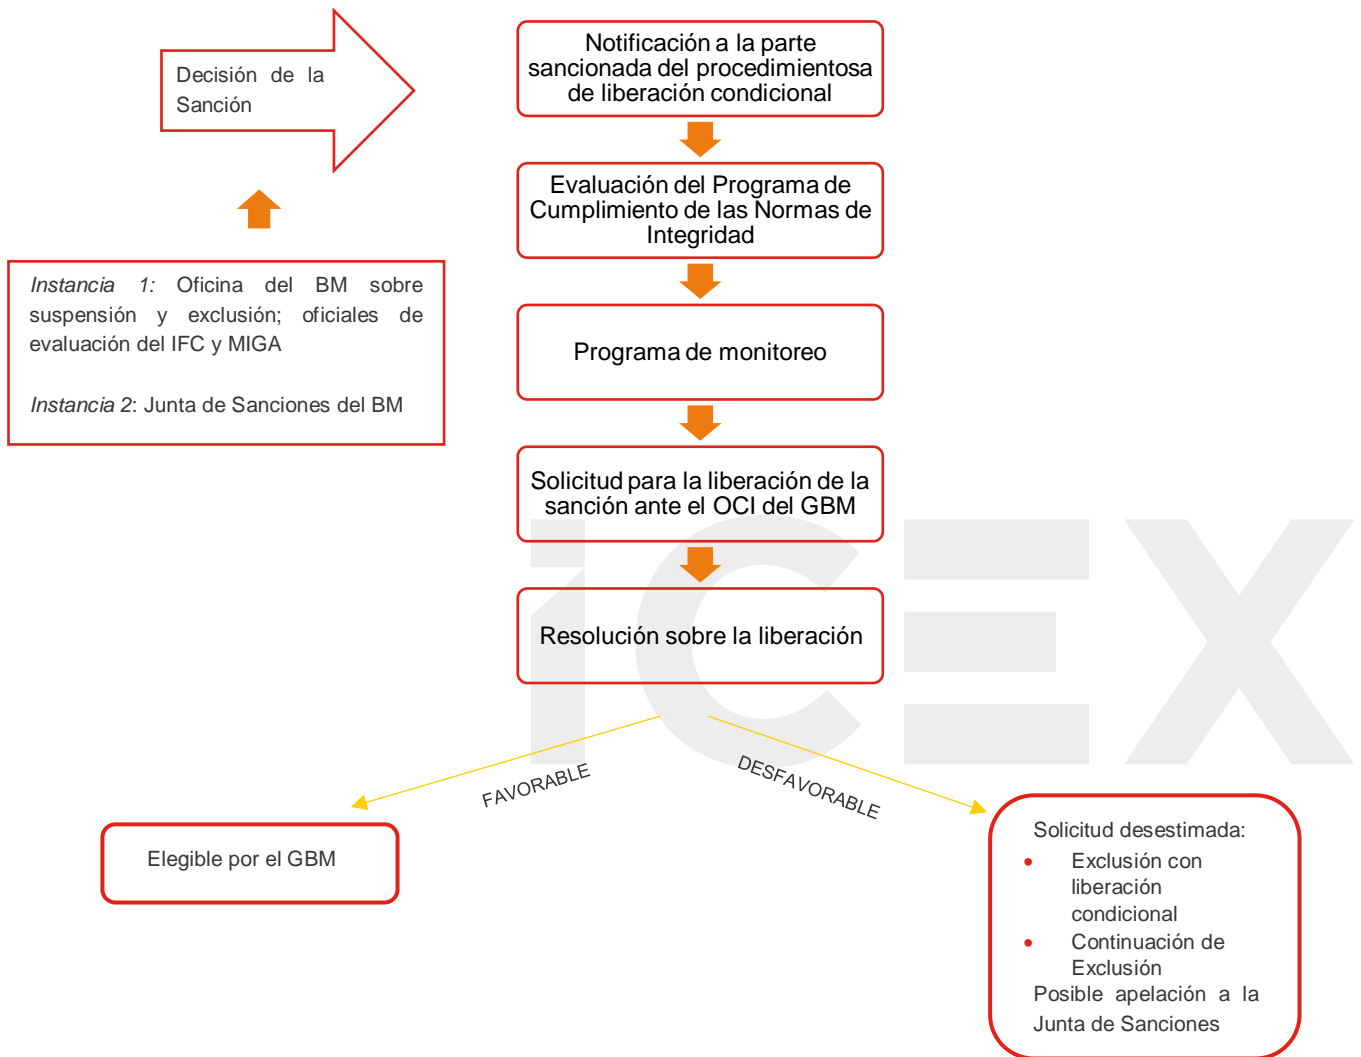 Decisión de la
Sanción
Notificación a la parte
sancionada del procedimientosa
de liberación condicional
Evaluación del Programa de
Cumplimiento de las Normas de
Integridad
Instancia 1: Oficina del BM sobre
suspensión y exclusión; oficiales de
evaluación del IFC y MIGA
Instancia 2: Junta de Sanciones del BM
Programa de monitoreo
Solicitud para la liberación de la
sanción ante el OCI del GBM
Resolución sobre la liberación
ICEX
FAVORABLE
DESFAVORABLE
Elegible por el GBM
Solicitud desestimada:
• Exclusión con
liberación
condicional
• Continuación de
Exclusión
Posible apelación a la
Junta de Sanciones